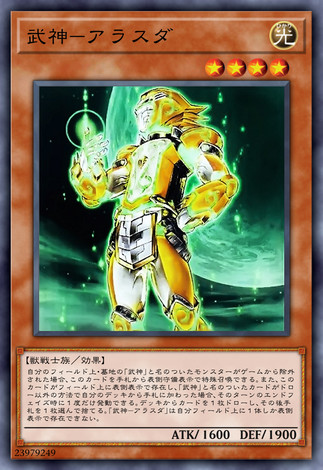 武神－アラスダ
光
【獣戦士族／効果】
自分のフィールド上・墓地の「武神」と名のついたモンスターがゲームから除外
された場合、このカードを手札から表側守備表示で特殊召喚できる。また、この
カードがフィールド上に表側表示で存在し、「武神」と名のついたカードがドロ
ー以外の方法で自分のデッキから手札に加わった場合、そのターンのエンドフ
ェイズ時に１度だけ発動できる。デッキからカードを１枚ドローし、その後手
札を１枚選んで捨てる。「武神－アラスダ」は自分フィールド上に１体しか表側表
示で存在できない。
ATK/ 1600　DEF/1900
23979249